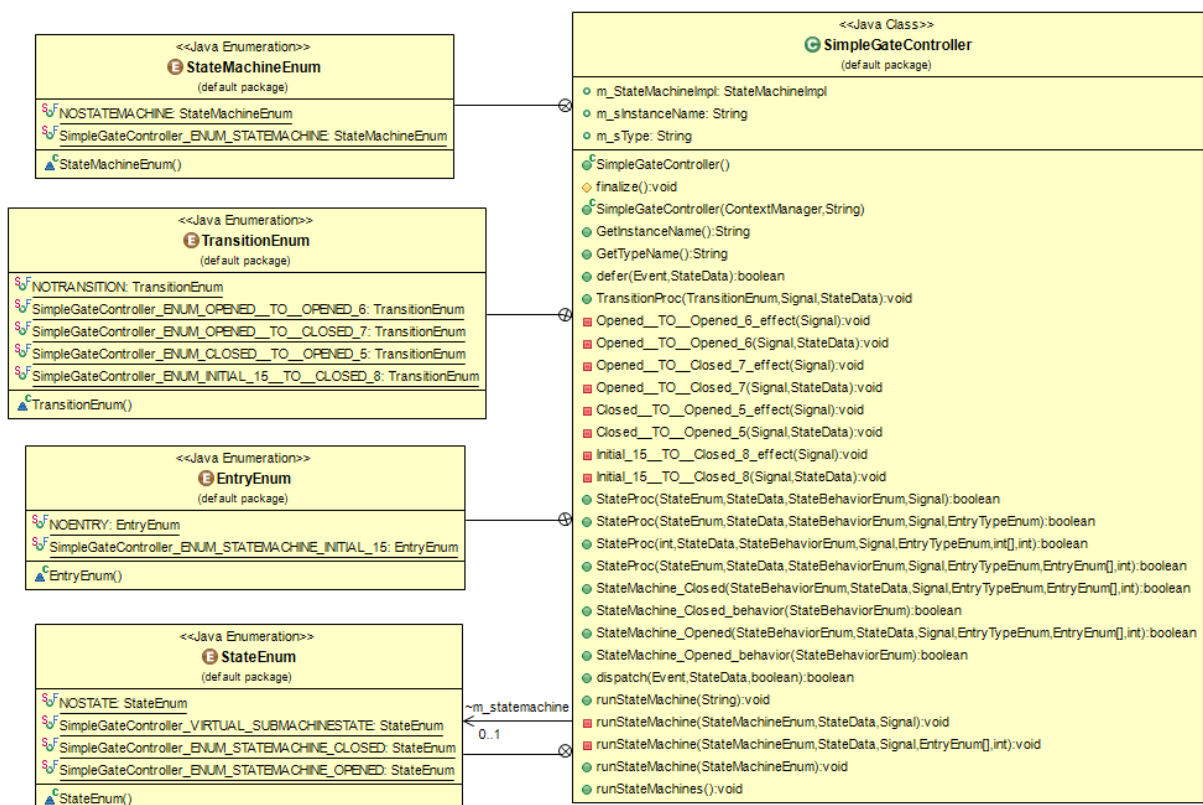 <<Java Enumeration>>
E StateMachineEnum
(default package)
S F NOSTATEMACHINE: StateMachineEnum
S F SimpleGateController_ENUM_STATEMACHINE: StateMachineEnum
C StateMachineEnum()
<<Java Enumeration>>
E TransitionEnum
(default package)
S F NOTRANSITION: TransitionEnum
S F SimpleGateController_ENUM_OPENED__TO__OPENED_6: TransitionEnum
S F SimpleGateController_ENUM_OPENED__TO__CLOSED_7: TransitionEnum
S F SimpleGateController_ENUM_CLOSED__TO__OPENED_5: TransitionEnum
S F SimpleGateController_ENUM_INITIAL_15__TO__CLOSED_8: TransitionEnum
C TransitionEnum()
<<Java Enumeration>>
E EntryEnum
(default package)
S F NOENTRY: EntryEnum
S F SimpleGateController_ENUM_STATEMACHINE_INITIAL_15: EntryEnum
C EntryEnum()
<<Java Enumeration>>
E StateEnum
(default package)
S F NOSTATE: StateEnum
S F SimpleGateController_VIRTUAL_SUBMACHINESTATE: StateEnum
S F SimpleGateController_ENUM_STATEMACHINE_CLOSED: StateEnum
S F SimpleGateController_ENUM_STATEMACHINE_OPENED: StateEnum
C StateEnum()
~m_statemachine
0..1
<<Java Class>>
C SimpleGateController
(default package)
m_StateMachineImpl: StateMachineImpl
m_sInstanceName: String
m_sType: String
C SimpleGateController()
finalize():void
C SimpleGateController(ContextManager,String)
GetInstanceName():String
GetTypeName():String
defer(Event,StateData):boolean
TransitionProc(TransitionEnum,Signal,StateData):void
Opened__TO__Opened_6_effect(Signal):void
Opened__TO__Opened_6(Signal,StateData):void
Opened__TO__Closed_7_effect(Signal):void
Opened__TO__Closed_7(Signal,StateData):void
Closed__TO__Opened_5_effect(Signal):void
Closed__TO__Opened_5(Signal,StateData):void
Initial_15__TO__Closed_8_effect(Signal):void
Initial_15__TO__Closed_8(Signal,StateData):void
StateProc(StateEnum,StateData,StateBehaviorEnum,Signal):boolean
StateProc(StateEnum,StateData,StateBehaviorEnum,Signal,EntryTypeEnum):boolean
StateProc(int,StateData,StateBehaviorEnum,Signal,EntryTypeEnum,int[],int):boolean
StateProc(StateEnum,StateData,StateBehaviorEnum,Signal,EntryTypeEnum,EntryEnum[],int):boolean
StateMachine_Closed(StateBehaviorEnum,StateData,Signal,EntryTypeEnum,EntryEnum[],int):boolean
StateMachine_Closed_behavior(StateBehaviorEnum):boolean
StateMachine_Opened(StateBehaviorEnum,StateData,Signal,EntryTypeEnum,EntryEnum[],int):boolean
StateMachine_Opened_behavior(StateBehaviorEnum):boolean
dispatch(Event,StateData,boolean):boolean
runStateMachine(String):void
runStateMachine(StateMachineEnum,StateData,Signal):void
runStateMachine(StateMachineEnum,StateData,Signal,EntryEnum[],int):void
runStateMachine(StateMachineEnum):void
runStateMachines():void